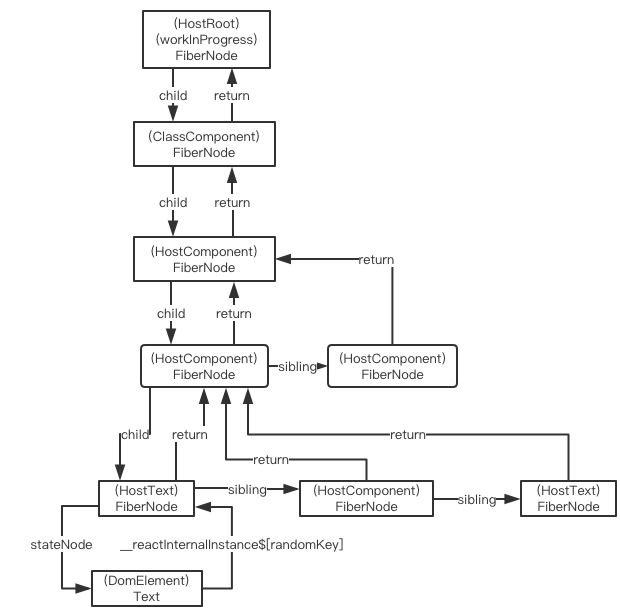 (HostRoot)
(workInProgress)
FiberNode
child
return
(ClassComponent)
FiberNode
child
return
(HostComponent)
FiberNode
return
child
return
(HostComponent)
FiberNode
sibling
(HostComponent)
FiberNode
child
return
return
return
(HostText)
FiberNode
sibling
(HostComponent)
FiberNode
sibling
(HostText)
FiberNode
stateNode
__reactInternalInstance$[randomKey]
(DomElement)
Text